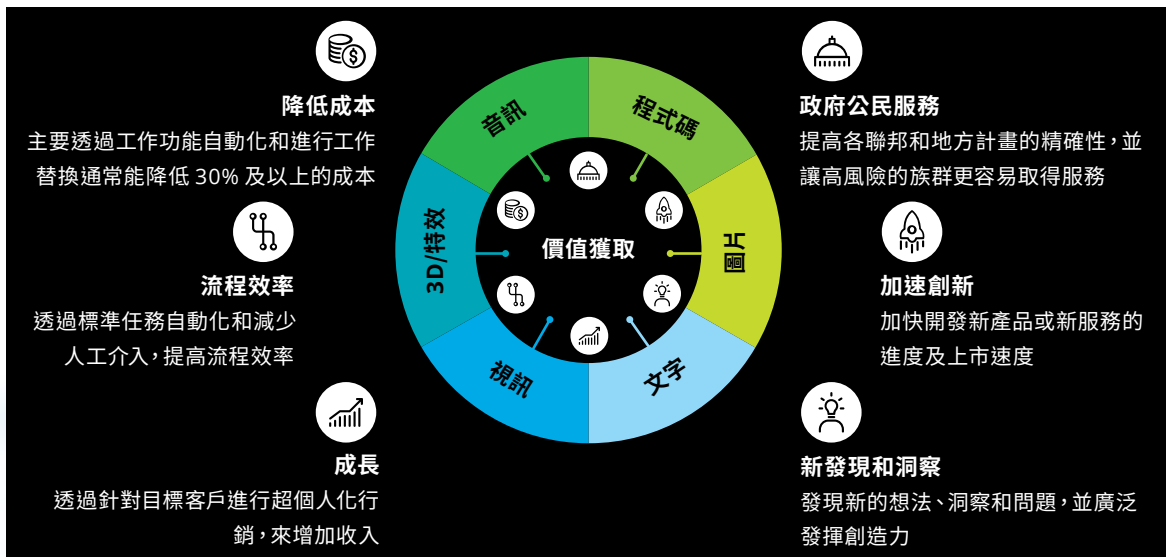 降低成本
主要透過工作功能自動化和進行工作
替換通常能降低 30% 及以上的成本
流程效率
透過標準任務自動化和減少
人工介入，提高流程效率
成長
透過針對目標客戶進行超個人化行
銷，來增加收入
音訊
程式碼
3D/特效
價值獲取
圖片
視訊
文字
政府公民服務
提高各聯邦和地方計畫的精確性，並
讓高風險的族群更容易取得服務
加速創新
加快開發新產品或新服務的
進度及上市速度
新發現和洞察
發現新的想法、洞察和問題，並廣泛
發揮創造力